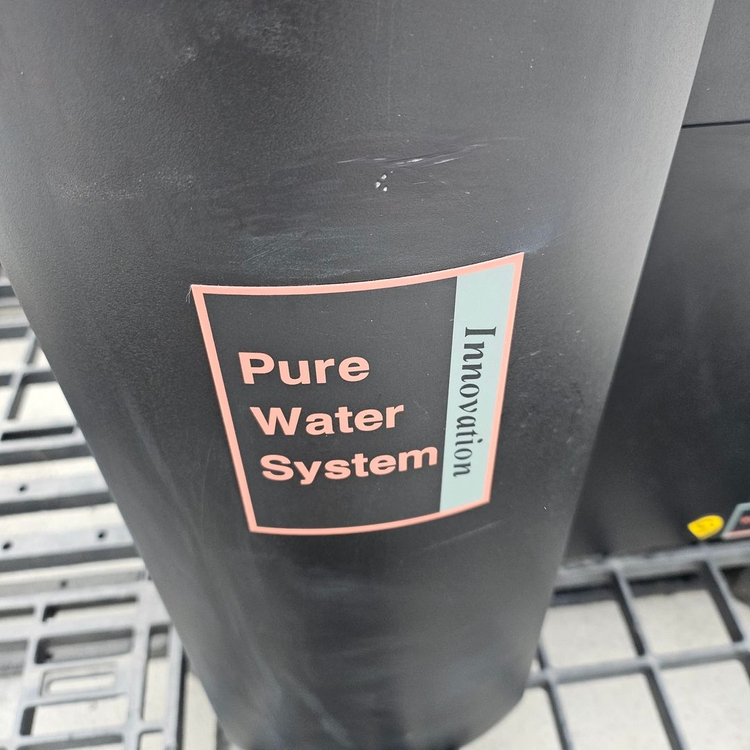 Pure
Water
System
Innovation